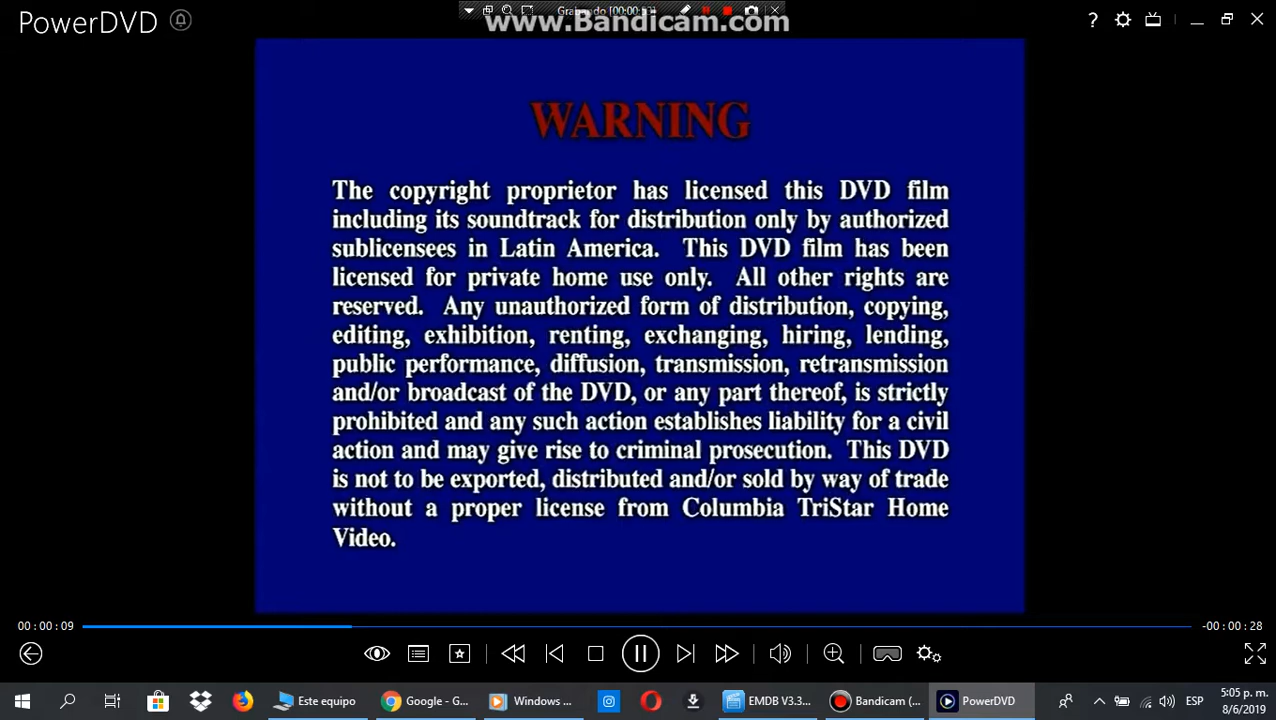 PowerDVD
Grabando
www.Bandicam.com
WARNING
The copyright proprietor has licensed this DVD film
including its soundtrack for distribution only by authorized
sublicensees in Latin America. This DVD film has been
licensed for private home use only. All other rights are
reserved. Any unauthorized form of distribution, copying,
editing, exhibition, renting, exchanging, hiring, lending,
public performance, diffusion, transmission, retransmission
and/or broadcast of the DVD, or any part thereof, is strictly
prohibited and any such action establishes liability for a civil
action and may give rise to criminal prosecution. This DVD
is not to be exported, distributed and/or sold by way of trade
without a proper license from Columbia TriStar Home
Video.
00:00:09
-00:00:28
Este equipo
Google - G...
Windows ...
EMDB V3.3...
Bandicam (...
PowerDVD
ESP
5:05 p. m.
8/6/2019